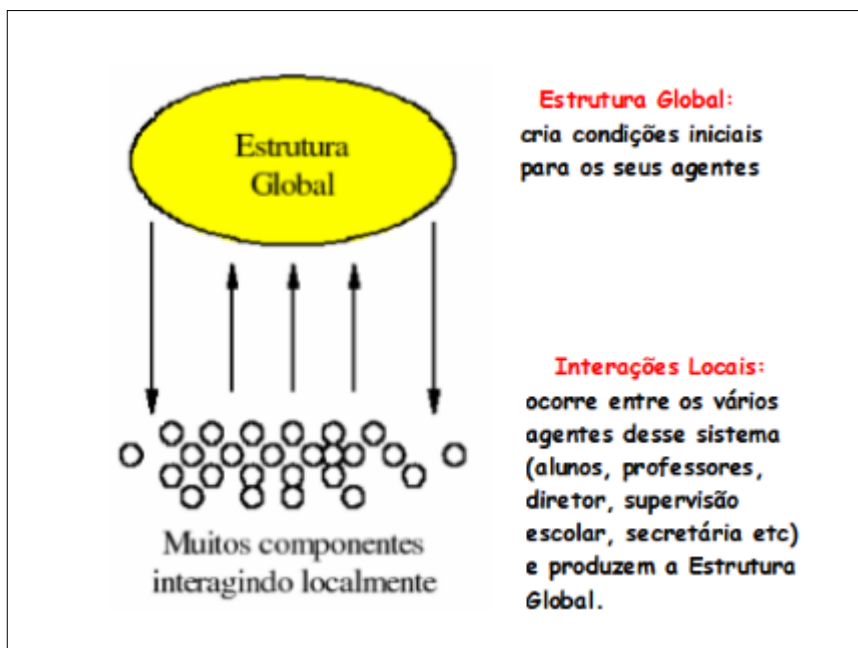 Estrutura
Global
Estrutura Global:
cria condições iniciais
para os seus agentes
Muitos componentes
interagindo localmente
Interações Locais:
ocorre entre os vários
agentes desse sistema
(alunos, professores,
diretor, supervisão
escolar, secretária etc)
e produzem a Estrutura
Global.